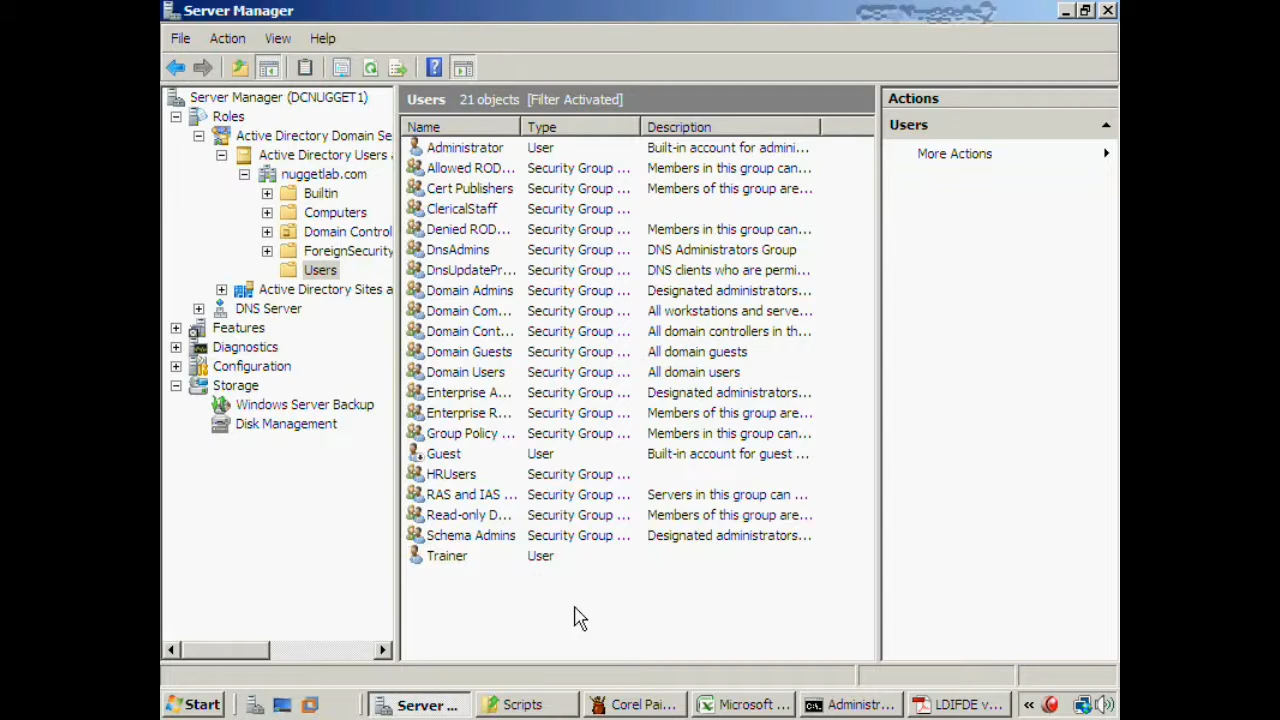 Server Manager
File Action View Help
Server Manager (DCNUGGET1)
Roles
Active Directory Domain Se
Active Directory Users
nuggetlab.com
Builtin
Computers
Domain Control
ForeignSecurity
Users
Active Directory Sites a
DNS Server
Features
Diagnostics
Configuration
Storage
Windows Server Backup
Disk Management
Users 21 objects [Filter Activated]
Name Type Description
Administrator User Built-in account for admini...
Allowed ROD... Security Group ... Members in this group can...
Cert Publishers Security Group ... Members of this group are...
ClericalStaff Security Group ...
Denied ROD... Security Group ... Members in this group can...
DnsAdmins Security Group ... DNS Administrators Group
DnsUpdatePr... Security Group ... DNS clients who are permi...
Domain Admins Security Group ... Designated administrators...
Domain Com... Security Group ... All workstations and serve...
Domain Cont... Security Group ... All domain controllers in th...
Domain Guests Security Group ... All domain guests
Domain Users Security Group ... All domain users
Enterprise A... Security Group ... Designated administrators...
Enterprise R... Security Group ... Members of this group are...
Group Policy ... Security Group ... Members in this group can...
Guest User Built-in account for guest ...
HRUsers Security Group ...
RAS and IAS ... Security Group ... Servers in this group can ...
Read-only D... Security Group ... Members of this group are...
Schema Admins Security Group ... Designated administrators...
Trainer User
Actions
Users
More Actions
Start Server ... Scripts Corel Pai... Microsoft ... Administr... LDIFDE v... «